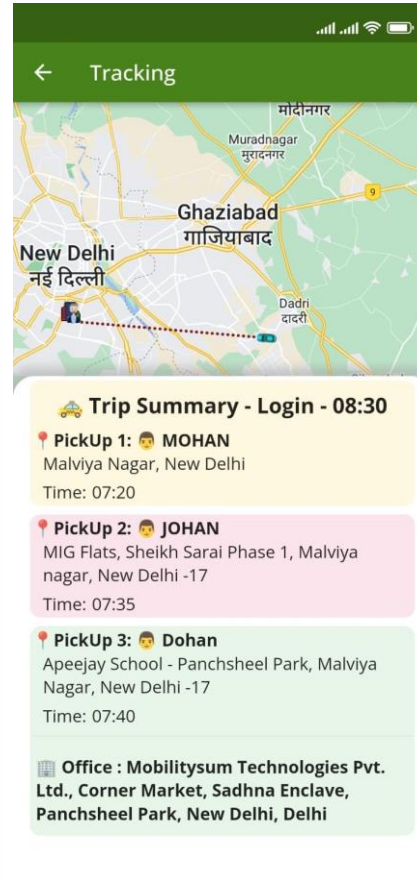 Tracking
मोदीनगर
Muradnagar
मुरादनगर
9
Ghaziabad
गाजियाबाद
New Delhi
नई दिल्ली
Dadri
दादरी
Trip Summary - Login - 08:30
PickUp 1: MOHAN
Malviya Nagar, New Delhi
Time: 07:20
PickUp 2: JOHAN
MIG Flats, Sheikh Sarai Phase 1, Malviya
nagar, New Delhi -17
Time: 07:35
PickUp 3: Dohan
Apeejay School - Panchsheel Park, Malviya
Nagar, New Delhi -17
Time: 07:40
Office : Mobilitysum Technologies Pvt.
Ltd., Corner Market, Sadhna Enclave,
Panchsheel Park, New Delhi, Delhi